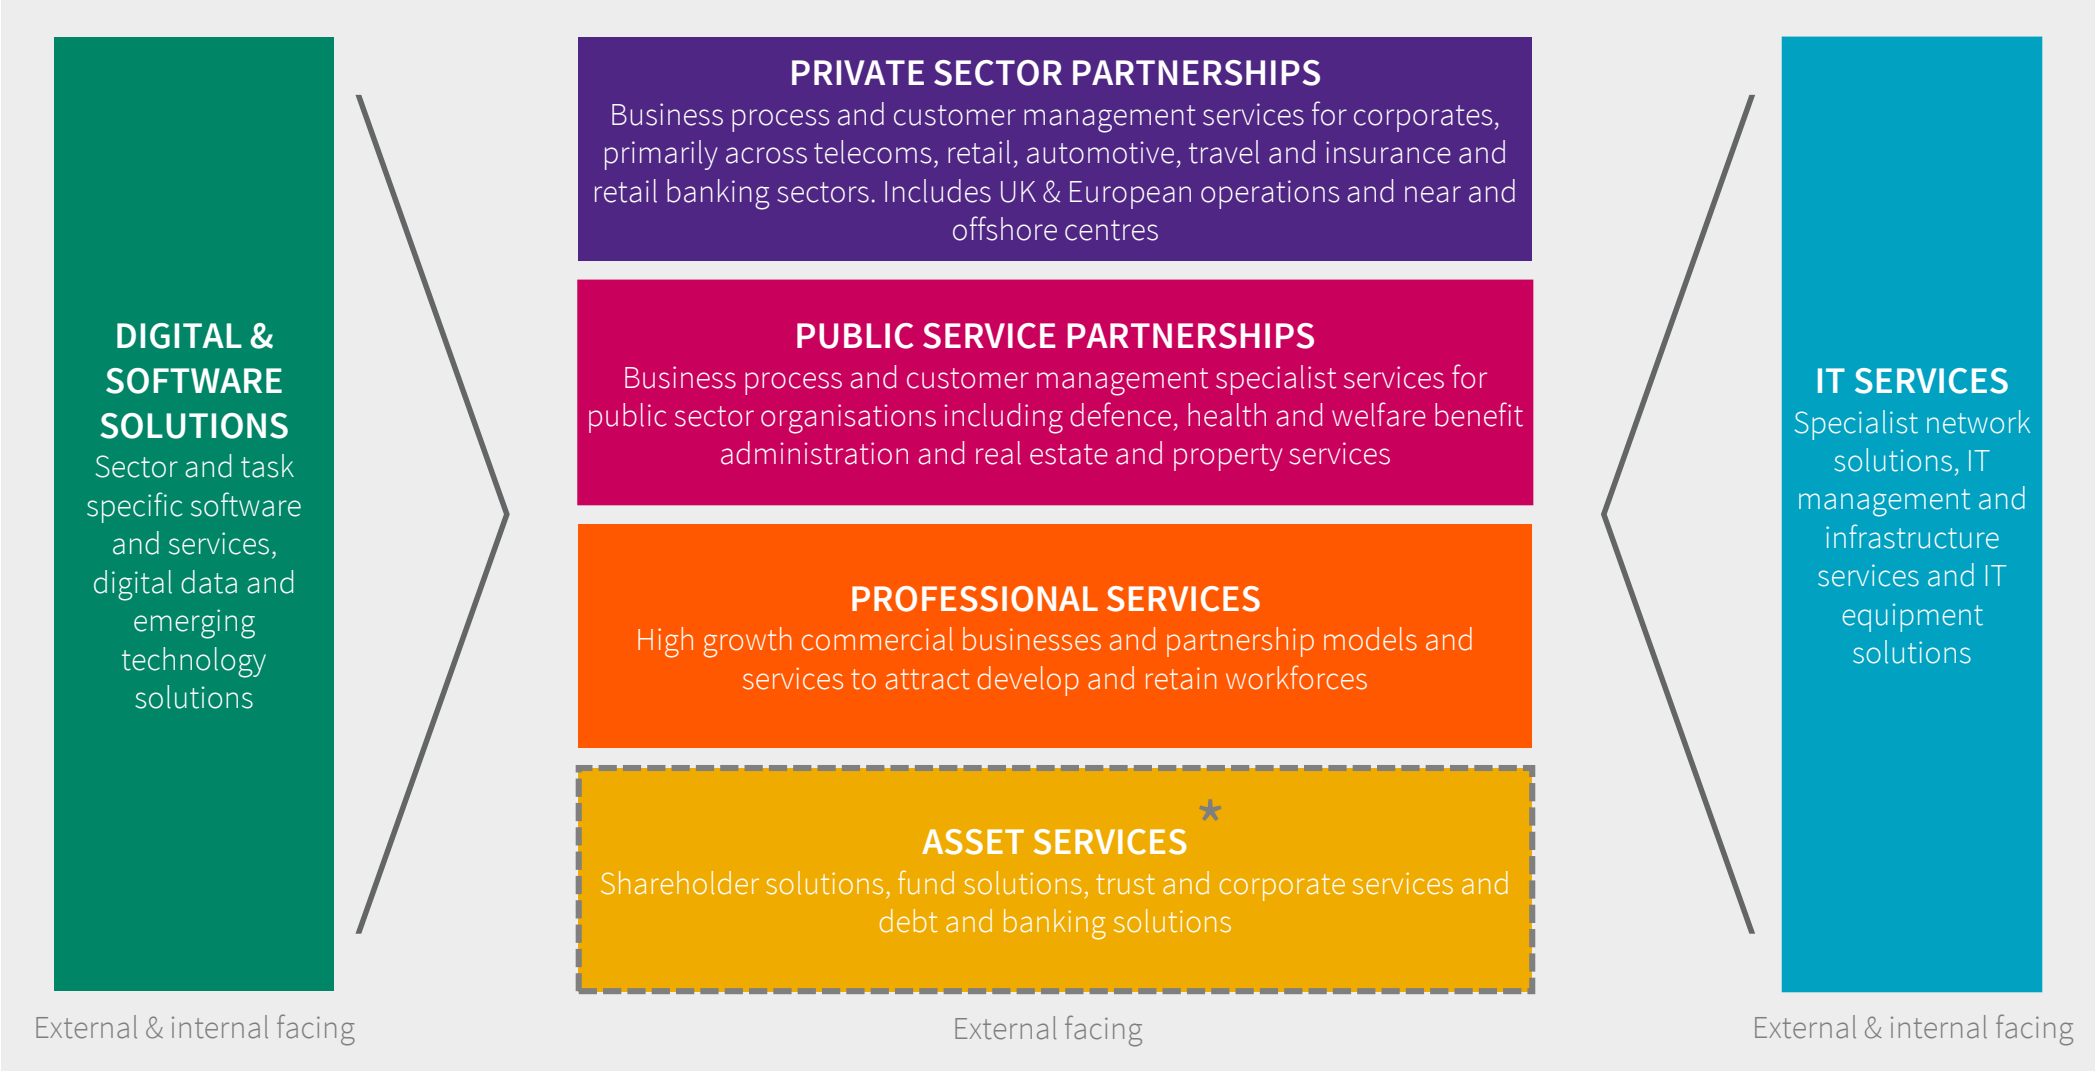 DIGITAL &
SOFTWARE
SOLUTIONS
Sector and task
specific software
and services,
digital data and
emerging
technology
solutions
External & internal facing
PRIVATE SECTOR PARTNERSHIPS
Business process and customer management services for corporates,
primarily across telecoms, retail, automotive, travel and insurance and
retail banking sectors. Includes UK & European operations and near and
offshore centres
PUBLIC SERVICE PARTNERSHIPS
Business process and customer management specialist services for
public sector organisations including defence, health and welfare benefit
administration and real estate and property services
PROFESSIONAL SERVICES
High growth commercial businesses and partnership models and
services to attract develop and retain workforces
ASSET SERVICES *
Shareholder solutions, fund solutions, trust and corporate services and
debt and banking solutions
External facing
IT SERVICES
Specialist network
solutions, IT
management and
infrastructure
services and IT
equipment
solutions
External & internal facing